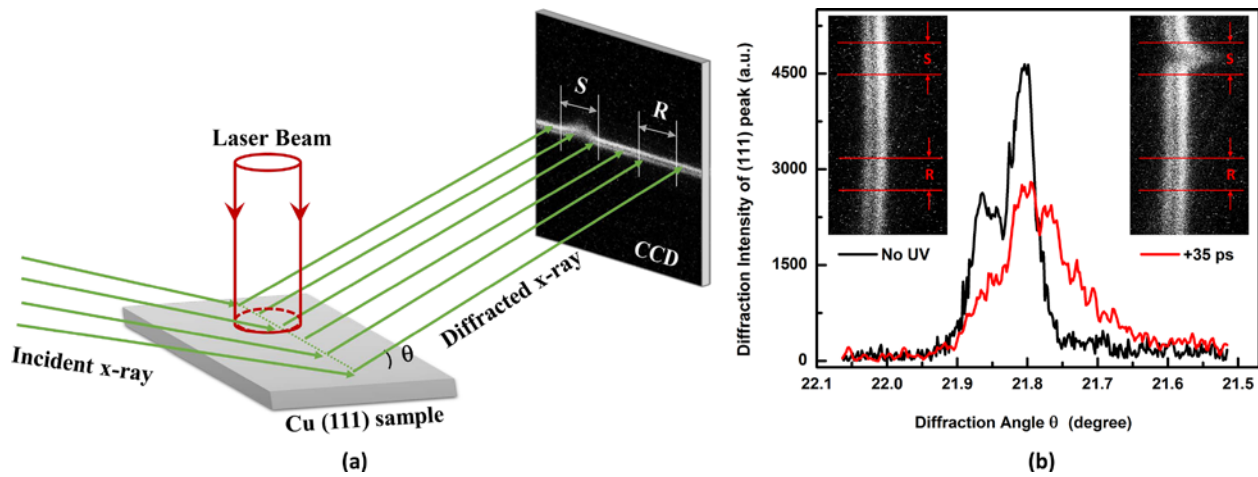 Laser Beam
S
R
CCD
Incident x-ray
Diffracted x-ray
θ
Cu (111) sample
(a)
Diffraction Intensity of (111) peak (a.u.)
4500
3000
1500
0
S
R
S
R
No UV
+35 ps
22.1 22.0 21.9 21.8 21.7 21.6 21.5
Diffraction Angle θ (degree)
(b)